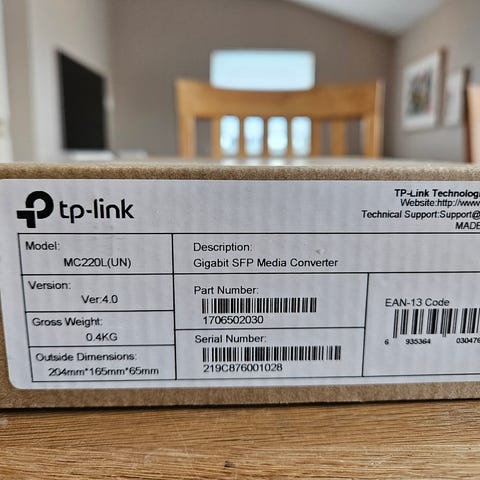 tp-link
TP-Link Technologi
Website:http://www
Technical Support:Support@
MADE
Model:
MC220L(UN)
Description:
Gigabit SFP Media Converter
Version:
Ver:4.0
Part Number:
1706502030
EAN-13 Code
6 935364 030476
Gross Weight:
0.4KG
Serial Number:
219C876001028
Outside Dimensions:
204mm*165mm*65mm